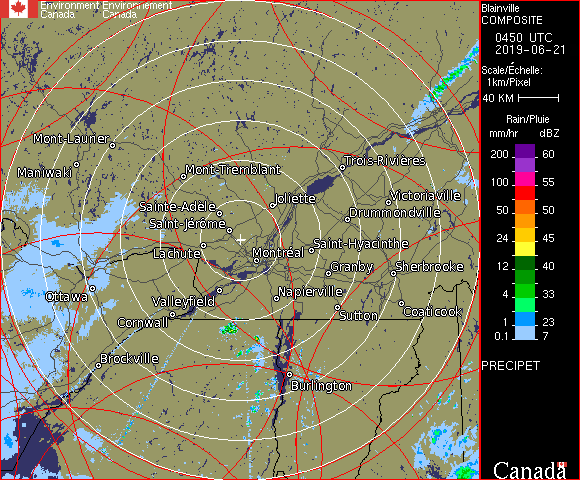 Environment Environnement
Canada Canada
Blainville
COMPOSITE
0450 UTC
2019-06-21
Scale/Échelle:
1km/Pixel
40 KM
Rain/Pluie
mm/hr dBZ
200 60
100 55
50 50
24 45
12 40
4 33
1 23
0.1 7
PRECIPET
Canada
Mont-Laurier
Maniwaki
Mont-Tremblant
Trois-Rivières
Joliette
Victoriaville
Sainte-Adèle
Drummondville
Saint-Jérôme
Saint-Hyacinthe
Lachute
Montréal
Granby
Sherbrooke
Ottawa
Valleyfield
Napierville
Sutton
Coaticook
Cornwall
Brockville
Burlington